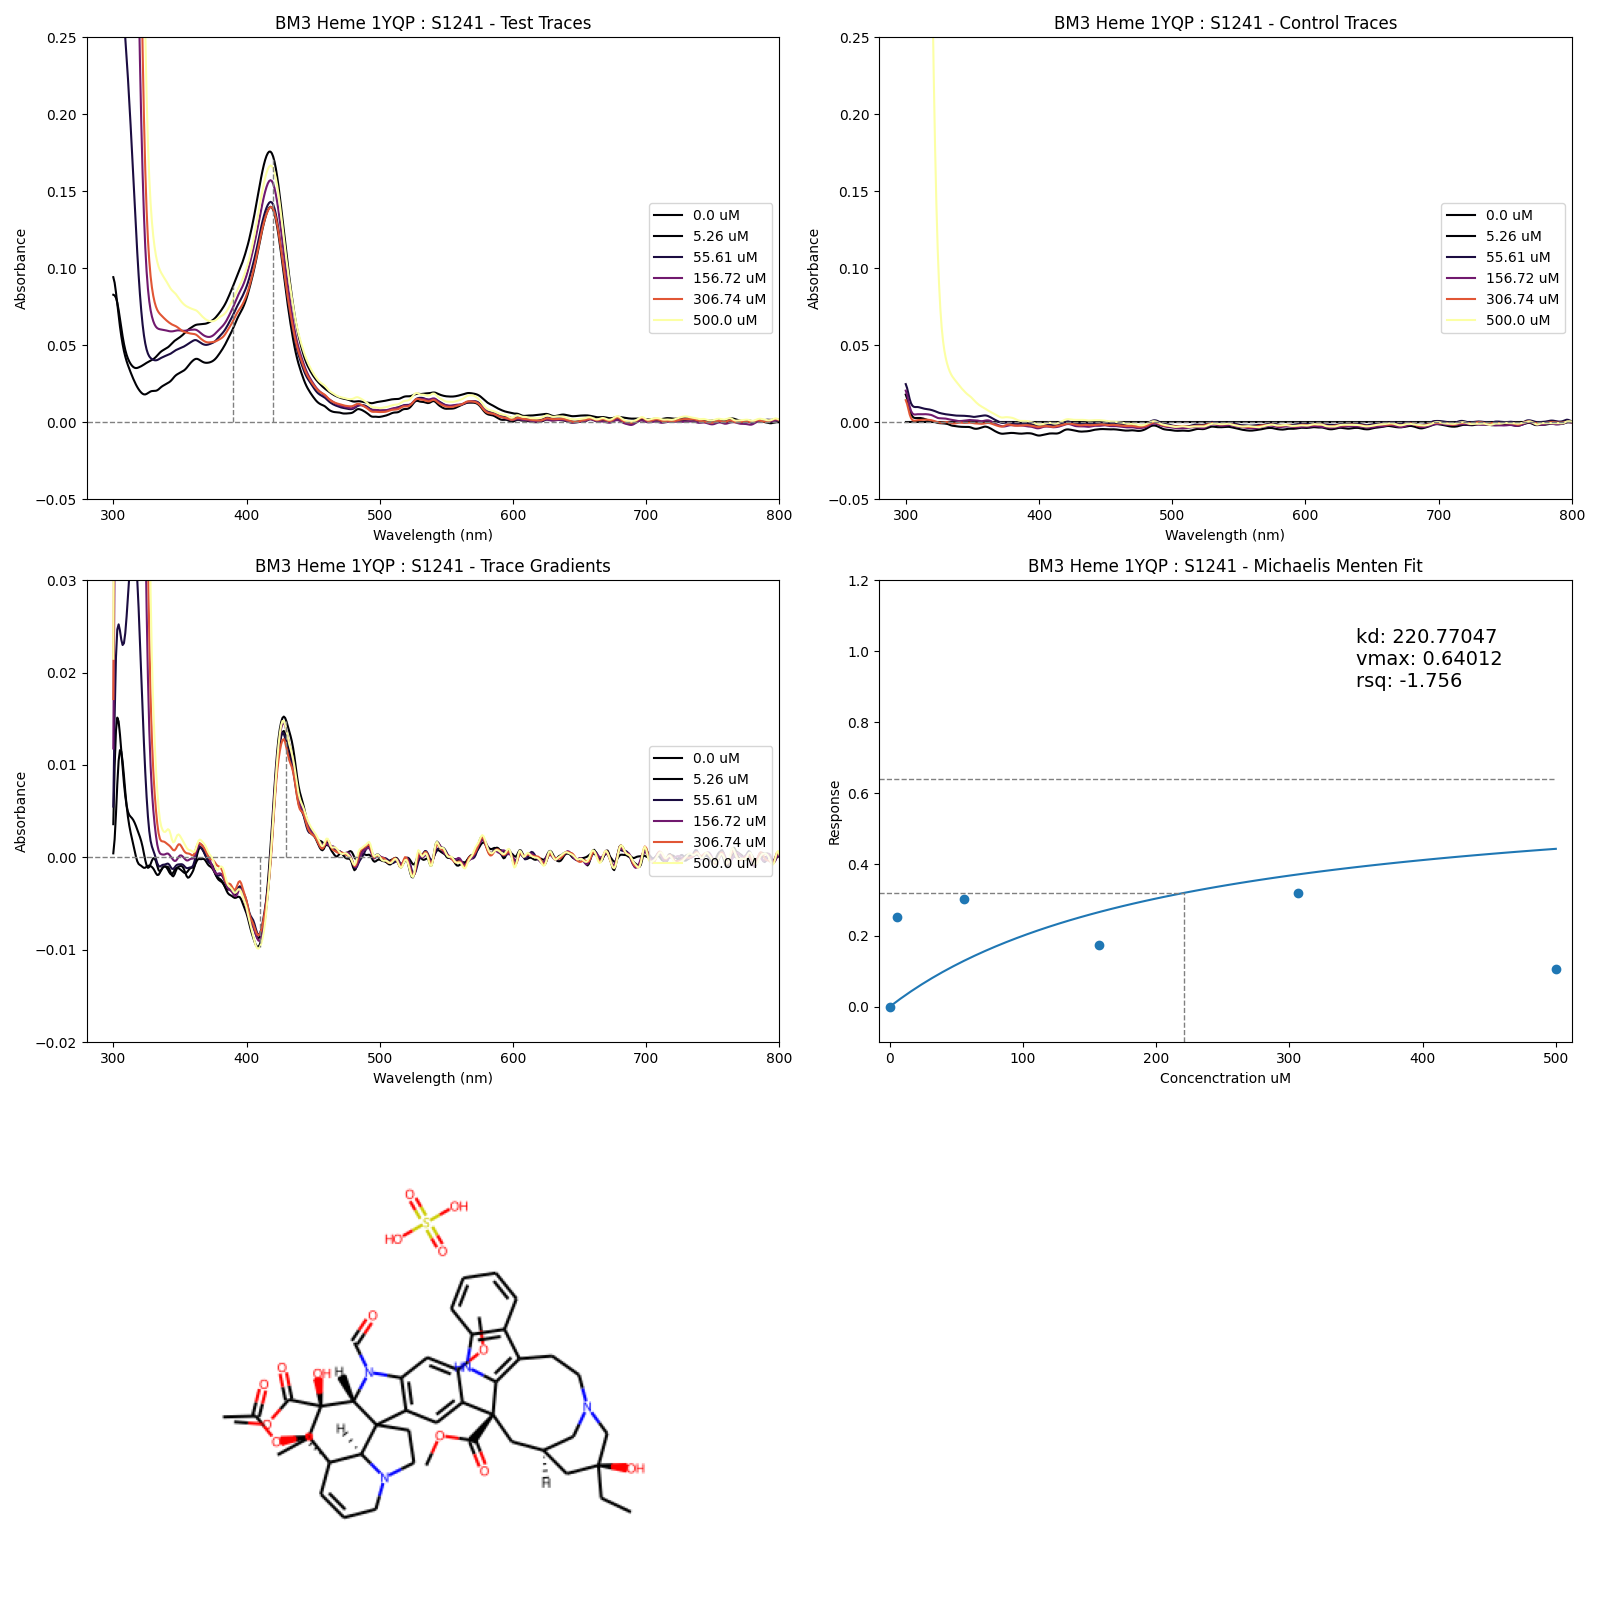 BM3 Heme 1YQP : S1241 - Test Traces
0.25
0.20
0.15
0.10
0.05
0.00
−0.05
Absorbance
300 400 500 600 700 800
Wavelength (nm)
0.0 uM
5.26 uM
55.61 uM
156.72 uM
306.74 uM
500.0 uM
BM3 Heme 1YQP : S1241 - Control Traces
0.25
0.20
0.15
0.10
0.05
0.00
−0.05
Absorbance
300 400 500 600 700 800
Wavelength (nm)
0.0 uM
5.26 uM
55.61 uM
156.72 uM
306.74 uM
500.0 uM
BM3 Heme 1YQP : S1241 - Trace Gradients
0.03
0.02
0.01
0.00
−0.01
−0.02
Absorbance
300 400 500 600 700 800
Wavelength (nm)
0.0 uM
5.26 uM
55.61 uM
156.72 uM
306.74 uM
500.0 uM
BM3 Heme 1YQP : S1241 - Michaelis Menten Fit
1.2
1.0
0.8
0.6
0.4
0.2
0.0
Response
0 100 200 300 400 500
Concenctration uM
kd: 220.77047
vmax: 0.64012
rsq: -1.756
O
OH
S
HO
O
O
O
N
HN
O
OH
H
O
O
O
O
H
N
N
O
O
OH
H